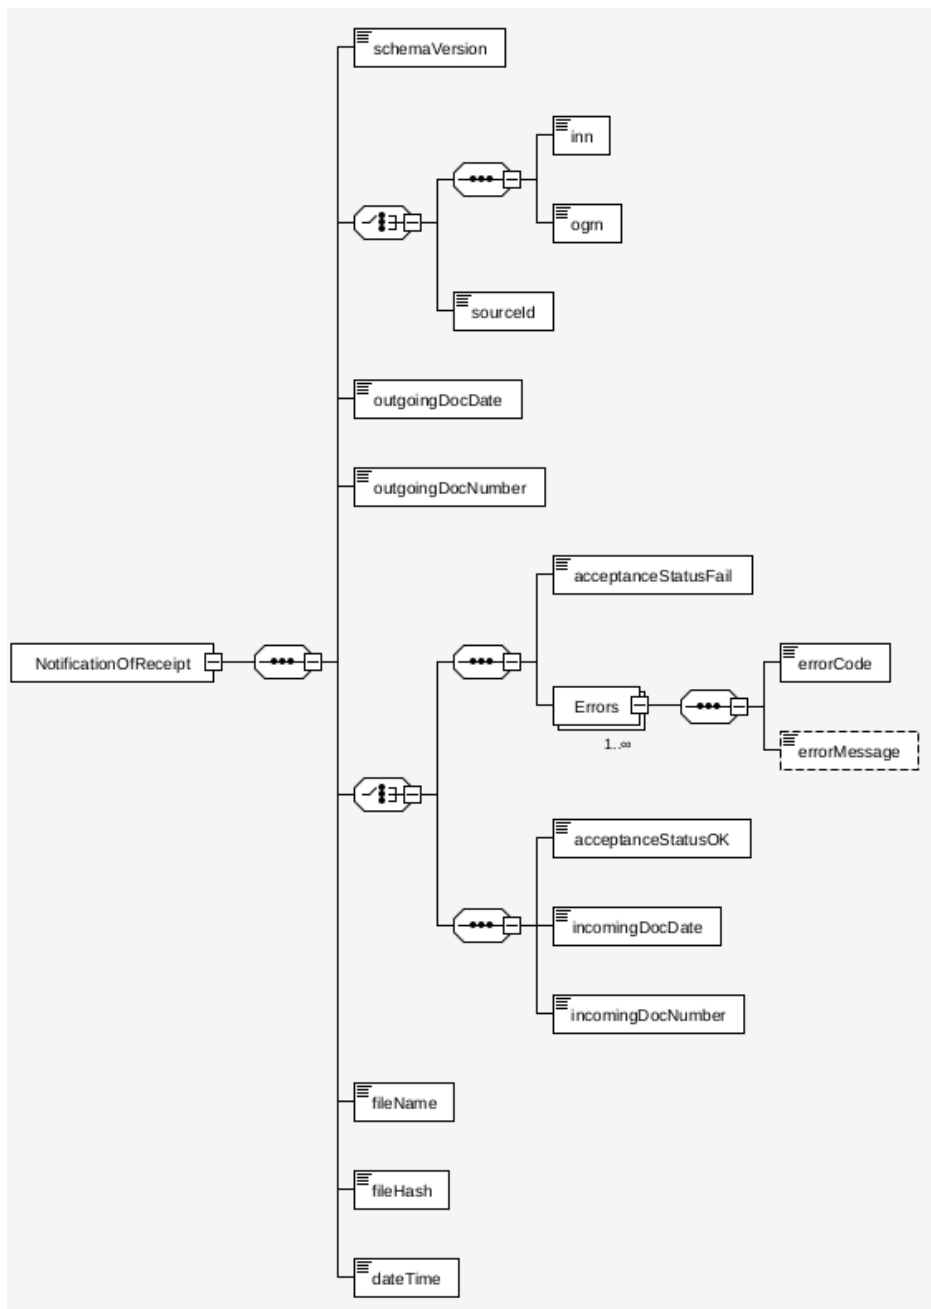 schemaVersion
inn
ogrn
sourceId
outgoingDocDate
outgoingDocNumber
acceptanceStatusFail
NotificationOfReceipt
errorCode
Errors
1..∞
errorMessage
acceptanceStatusOK
incomingDocDate
incomingDocNumber
fileName
fileHash
dateTime